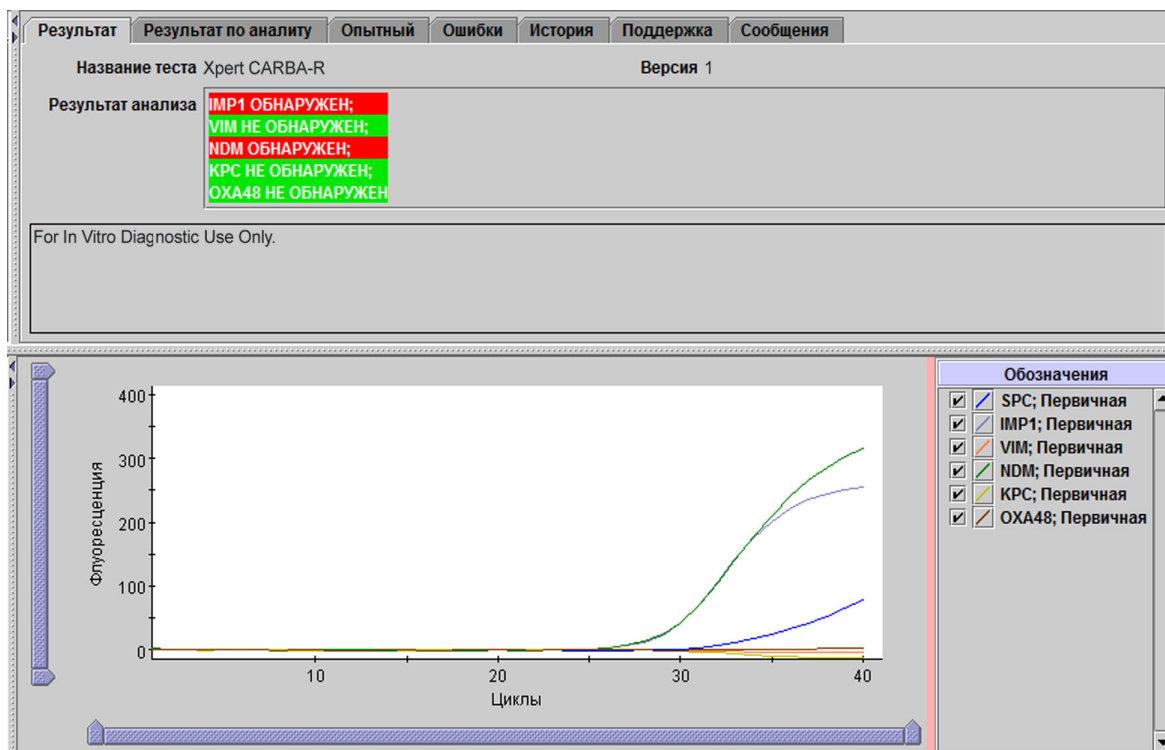 Результат Результат по аналиту Опытный Ошибки История Поддержка Сообщения
Название теста Xpert CARBA-R Версия 1
Результат анализа
IMP1 ОБНАРУЖЕН;
VIM НЕ ОБНАРУЖЕН;
NDM ОБНАРУЖЕН;
KPC НЕ ОБНАРУЖЕН;
OXA48 НЕ ОБНАРУЖЕН
For In Vitro Diagnostic Use Only.
400
300
200
100
0
Флуоресценция
10 20 30 40
Циклы
Обозначения
SPC; Первичная
IMP1; Первичная
VIM; Первичная
NDM; Первичная
KPC; Первичная
OXA48; Первичная